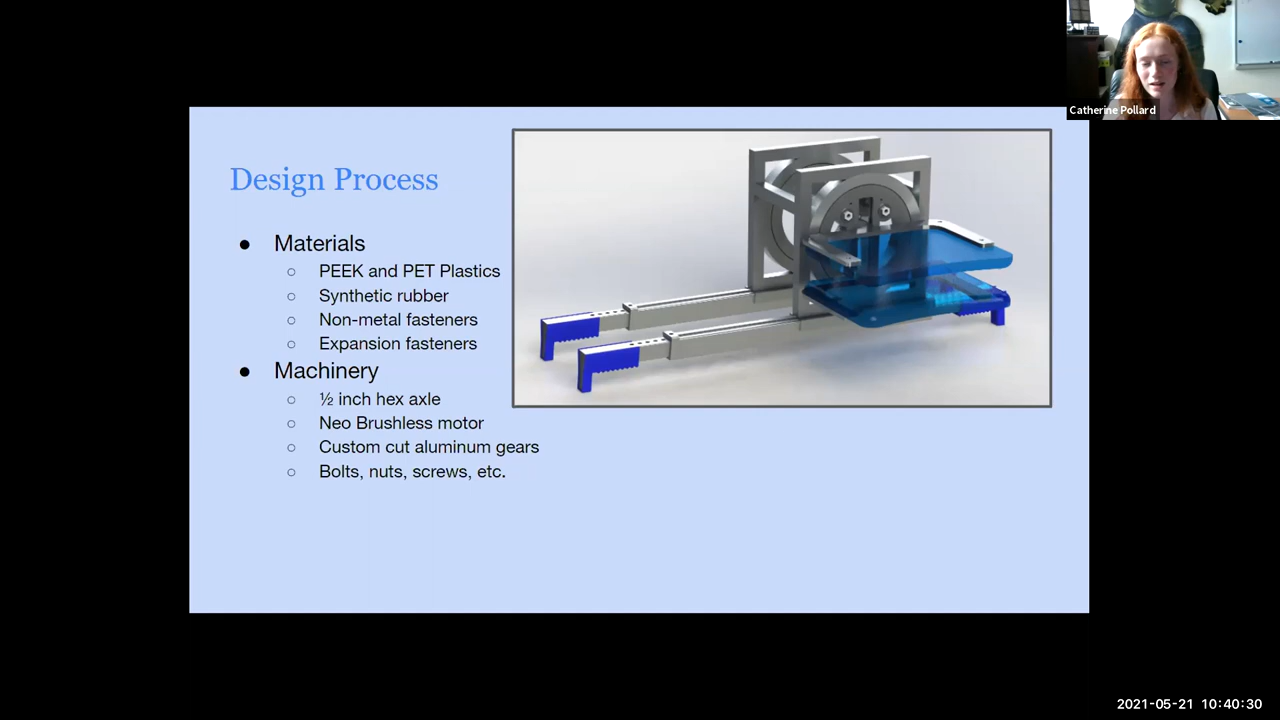 Catherine Pollard
Design Process
● Materials
○ PEEK and PET Plastics
○ Synthetic rubber
○ Non-metal fasteners
○ Expansion fasteners
● Machinery
○ ½ inch hex axle
○ Neo Brushless motor
○ Custom cut aluminum gears
○ Bolts, nuts, screws, etc.
2021-05-21 10:40:30